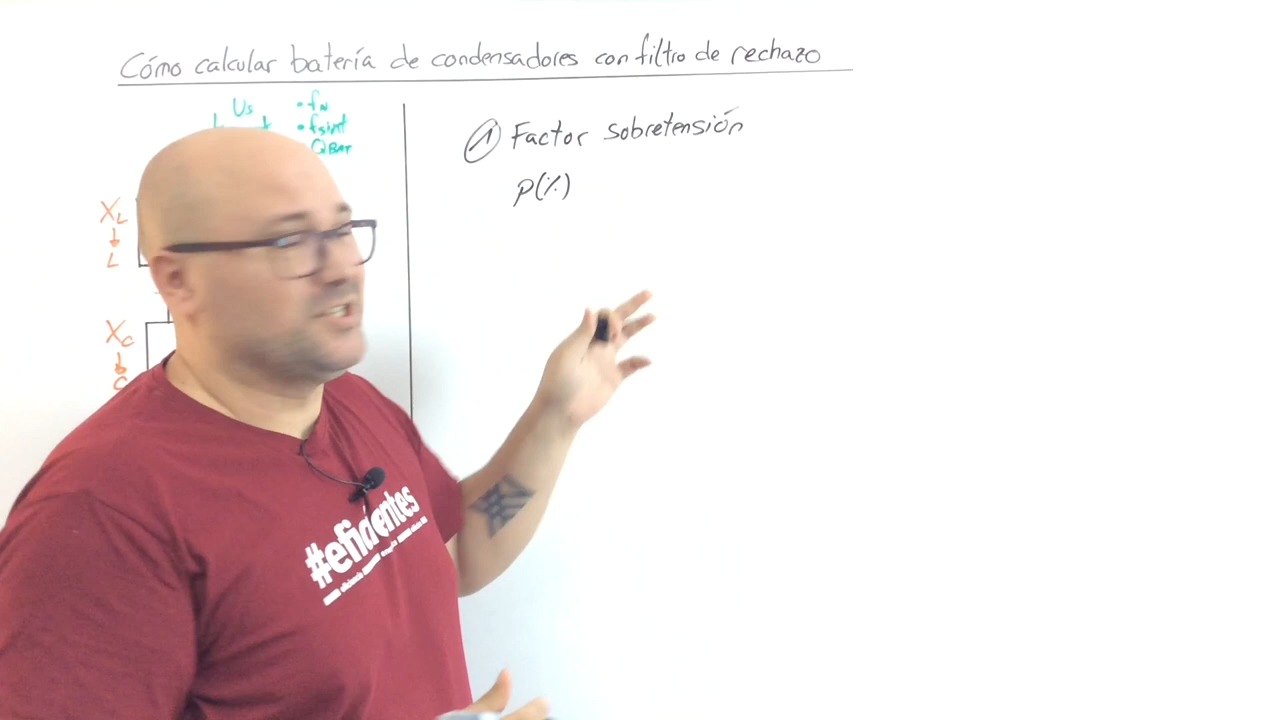 Cómo calcular batería de condensadores con filtro de rechazo
Us
• fN
• fsint
QBAT
XL
L
XC
C
1 Factor sobretensión
p(%)
#eficientes